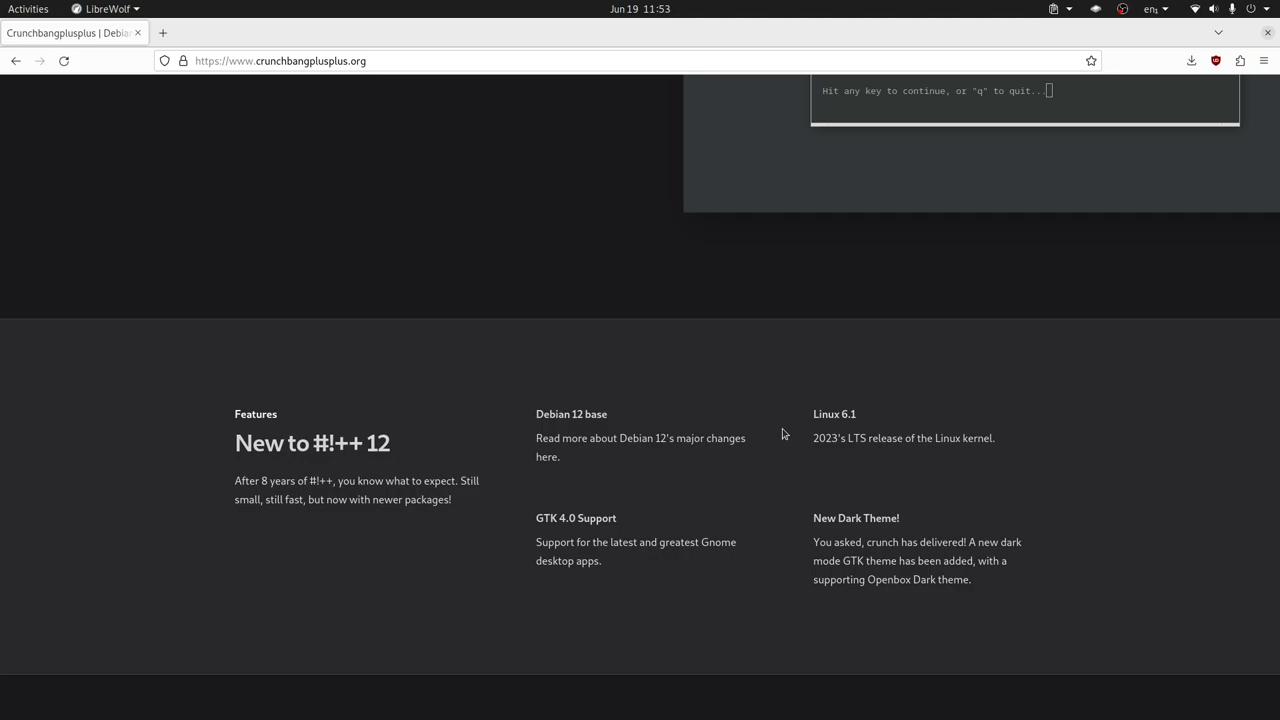 Activities
LibreWolf
Jun 19 11:53
en₁
Crunchbangplusplus | Debia
https://www.crunchbangplusplus.org
Hit any key to continue, or "q" to quit...
Features
New to #!++ 12
After 8 years of #!++, you know what to expect. Still
small, still fast, but now with newer packages!
Debian 12 base
Read more about Debian 12's major changes
here.
Linux 6.1
2023's LTS release of the Linux kernel.
GTK 4.0 Support
Support for the latest and greatest Gnome
desktop apps.
New Dark Theme!
You asked, crunch has delivered! A new dark
mode GTK theme has been added, with a
supporting Openbox Dark theme.